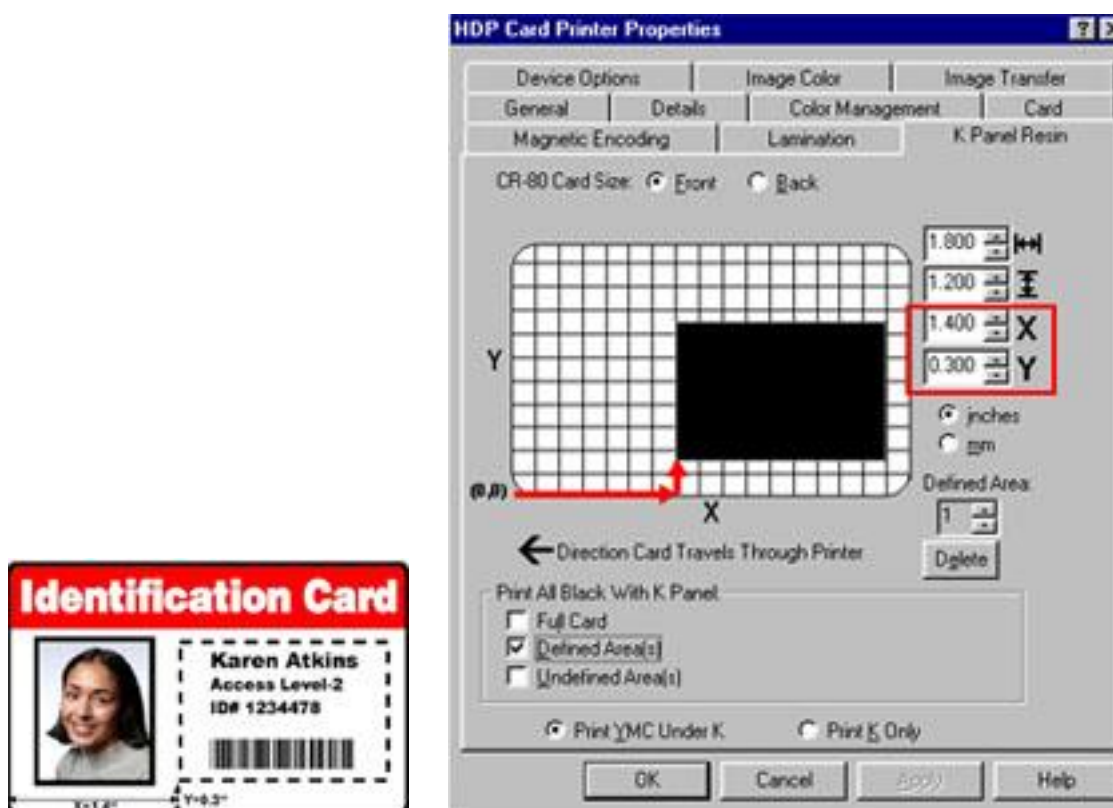 HDP Card Printer Properties
Device Options Image Color Image Transfer
General Details Color Management Card
Magnetic Encoding Lamination K Panel Resin
CR-80 Card Size: Front Back
1.800
1.200
1.400 X
0.300 Y
Y
inches
mm
(0,0)
X
Defined Area:
1
Delete
Direction Card Travels Through Printer
Print All Black With K Panel
Full Card
Defined Area(s)
Undefined Area(s)
Print YMC Under K Print K Only
OK Cancel Apply Help
Identification Card
Karen Atkins
Access Level-2
ID# 1234478
X=1.4" Y=0.3"